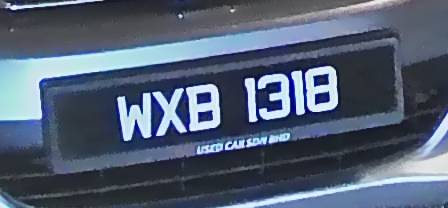 WXB 1318
USED CAR SDN BHD